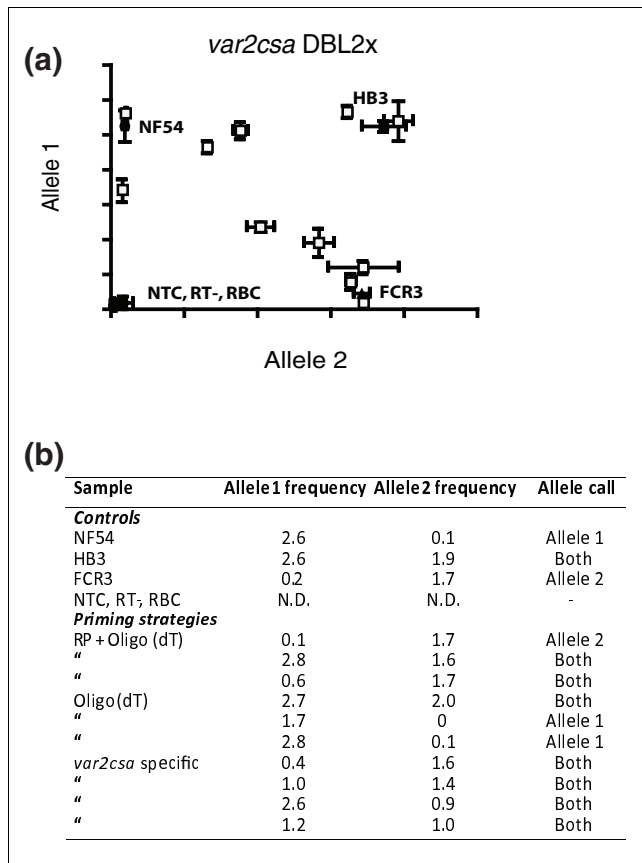 (a)
var2csa DBL2x
Allele 1
HB3
NF54
NTC, RT-, RBC
FCR3
Allele 2
(b)
Sample Allele 1 frequency Allele 2 frequency Allele call
Controls
NF54 2.6 0.1 Allele 1
HB3 2.6 1.9 Both
FCR3 0.2 1.7 Allele 2
NTC, RT-, RBC N.D. N.D. -
Priming strategies
RP + Oligo (dT) 0.1 1.7 Allele 2
“ 2.8 1.6 Both
“ 0.6 1.7 Both
Oligo (dT) 2.7 2.0 Both
“ 1.7 0 Allele 1
“ 2.8 0.1 Allele 1
var2csa specific 0.4 1.6 Both
“ 1.0 1.4 Both
“ 2.6 0.9 Both
“ 1.2 1.0 Both